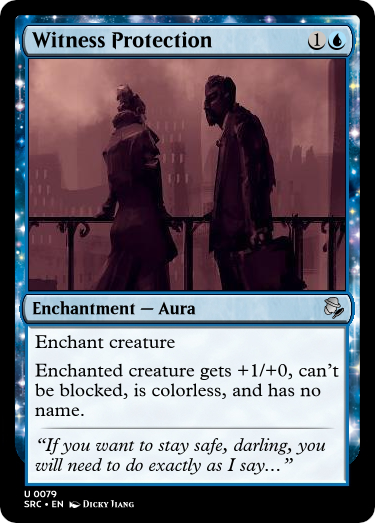 Witness Protection 1
Enchantment — Aura
Enchant creature
Enchanted creature gets +1/+0, can't
be blocked, is colorless, and has no
name.
“If you want to stay safe, darling, you
will need to do exactly as I say…”
U 0079
SRC • EN Dicky Jiang